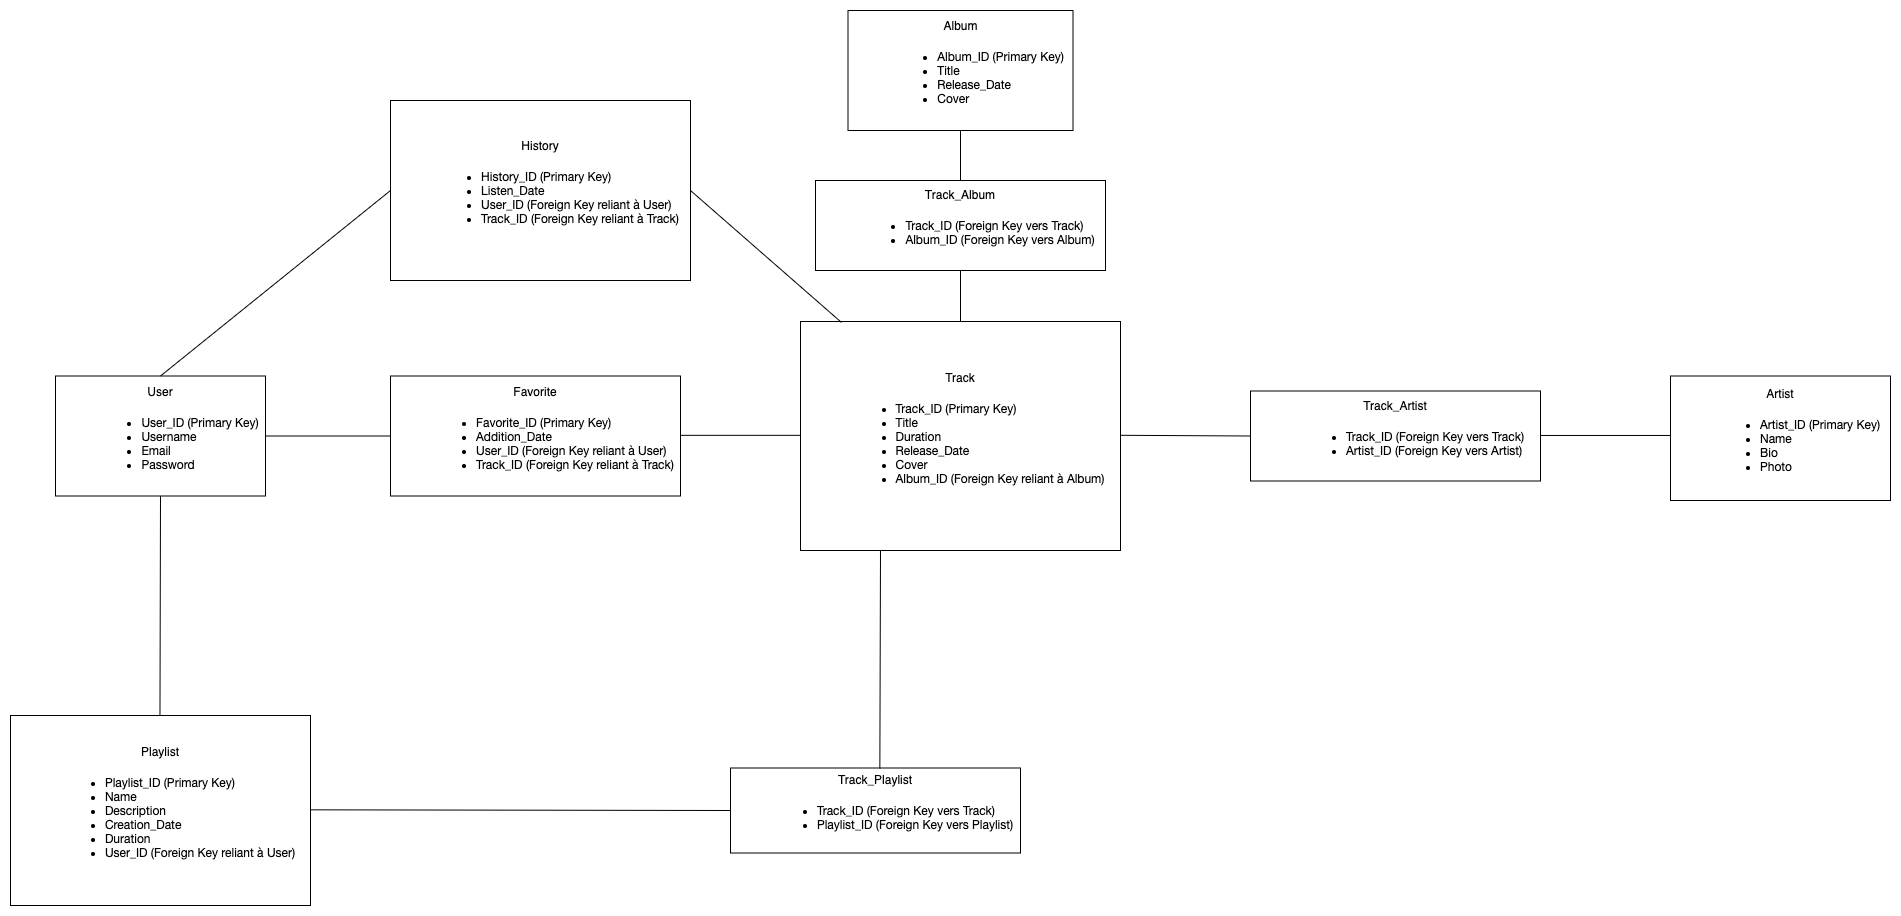 Album
Album_ID (Primary Key)
Title
Release_Date
Cover
History
History_ID (Primary Key)
Listen_Date
User_ID (Foreign Key reliant à User)
Track_ID (Foreign Key reliant à Track)
Track_Album
Track_ID (Foreign Key vers Track)
Album_ID (Foreign Key vers Album)
User
User_ID (Primary Key)
Username
Email
Password
Favorite
Favorite_ID (Primary Key)
Addition_Date
User_ID (Foreign Key reliant à User)
Track_ID (Foreign Key reliant à Track)
Track
Track_ID (Primary Key)
Title
Duration
Release_Date
Cover
Album_ID (Foreign Key reliant à Album)
Track_Artist
Track_ID (Foreign Key vers Track)
Artist_ID (Foreign Key vers Artist)
Artist
Artist_ID (Primary Key)
Name
Bio
Photo
Playlist
Playlist_ID (Primary Key)
Name
Description
Creation_Date
Duration
User_ID (Foreign Key reliant à User)
Track_Playlist
Track_ID (Foreign Key vers Track)
Playlist_ID (Foreign Key vers Playlist)